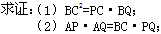 求证:(1) BC²=PC·BQ;
(2) AP·AQ=BC·PQ;